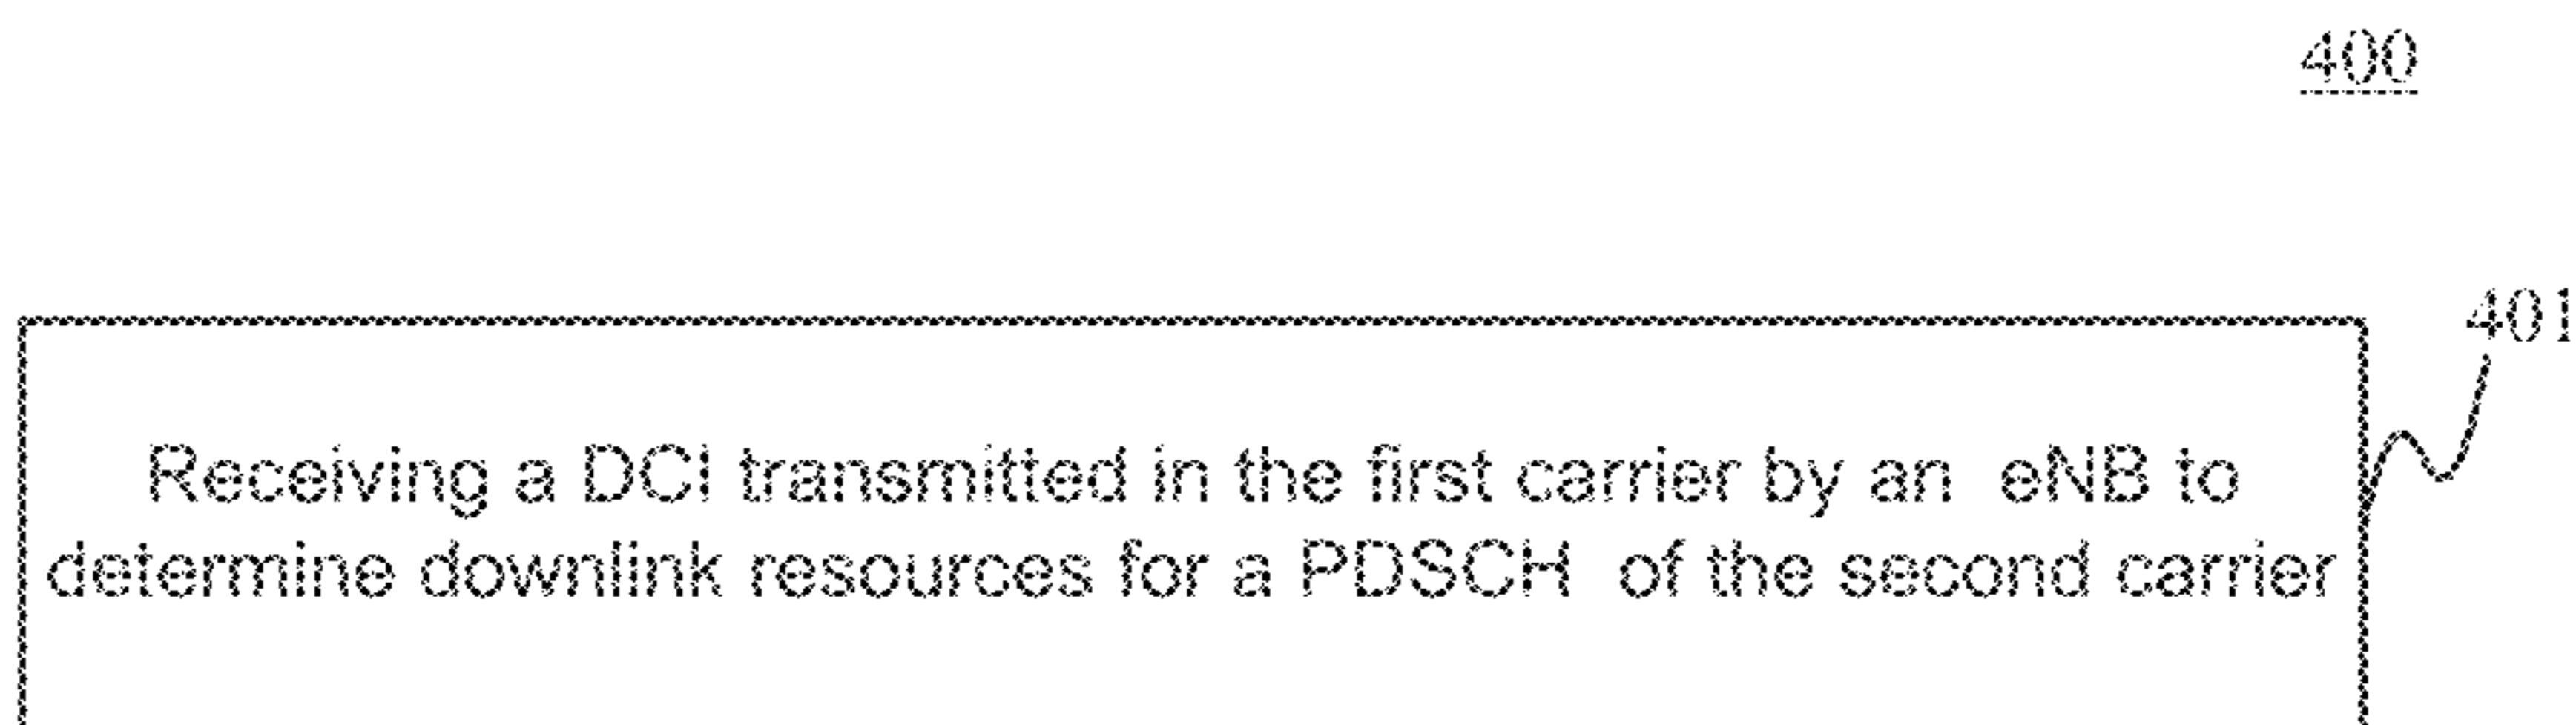 400
401
Receiving a DCI transmitted in the first carrier by an eNB to
determine downlink resources for a PDSCH of the second carrier